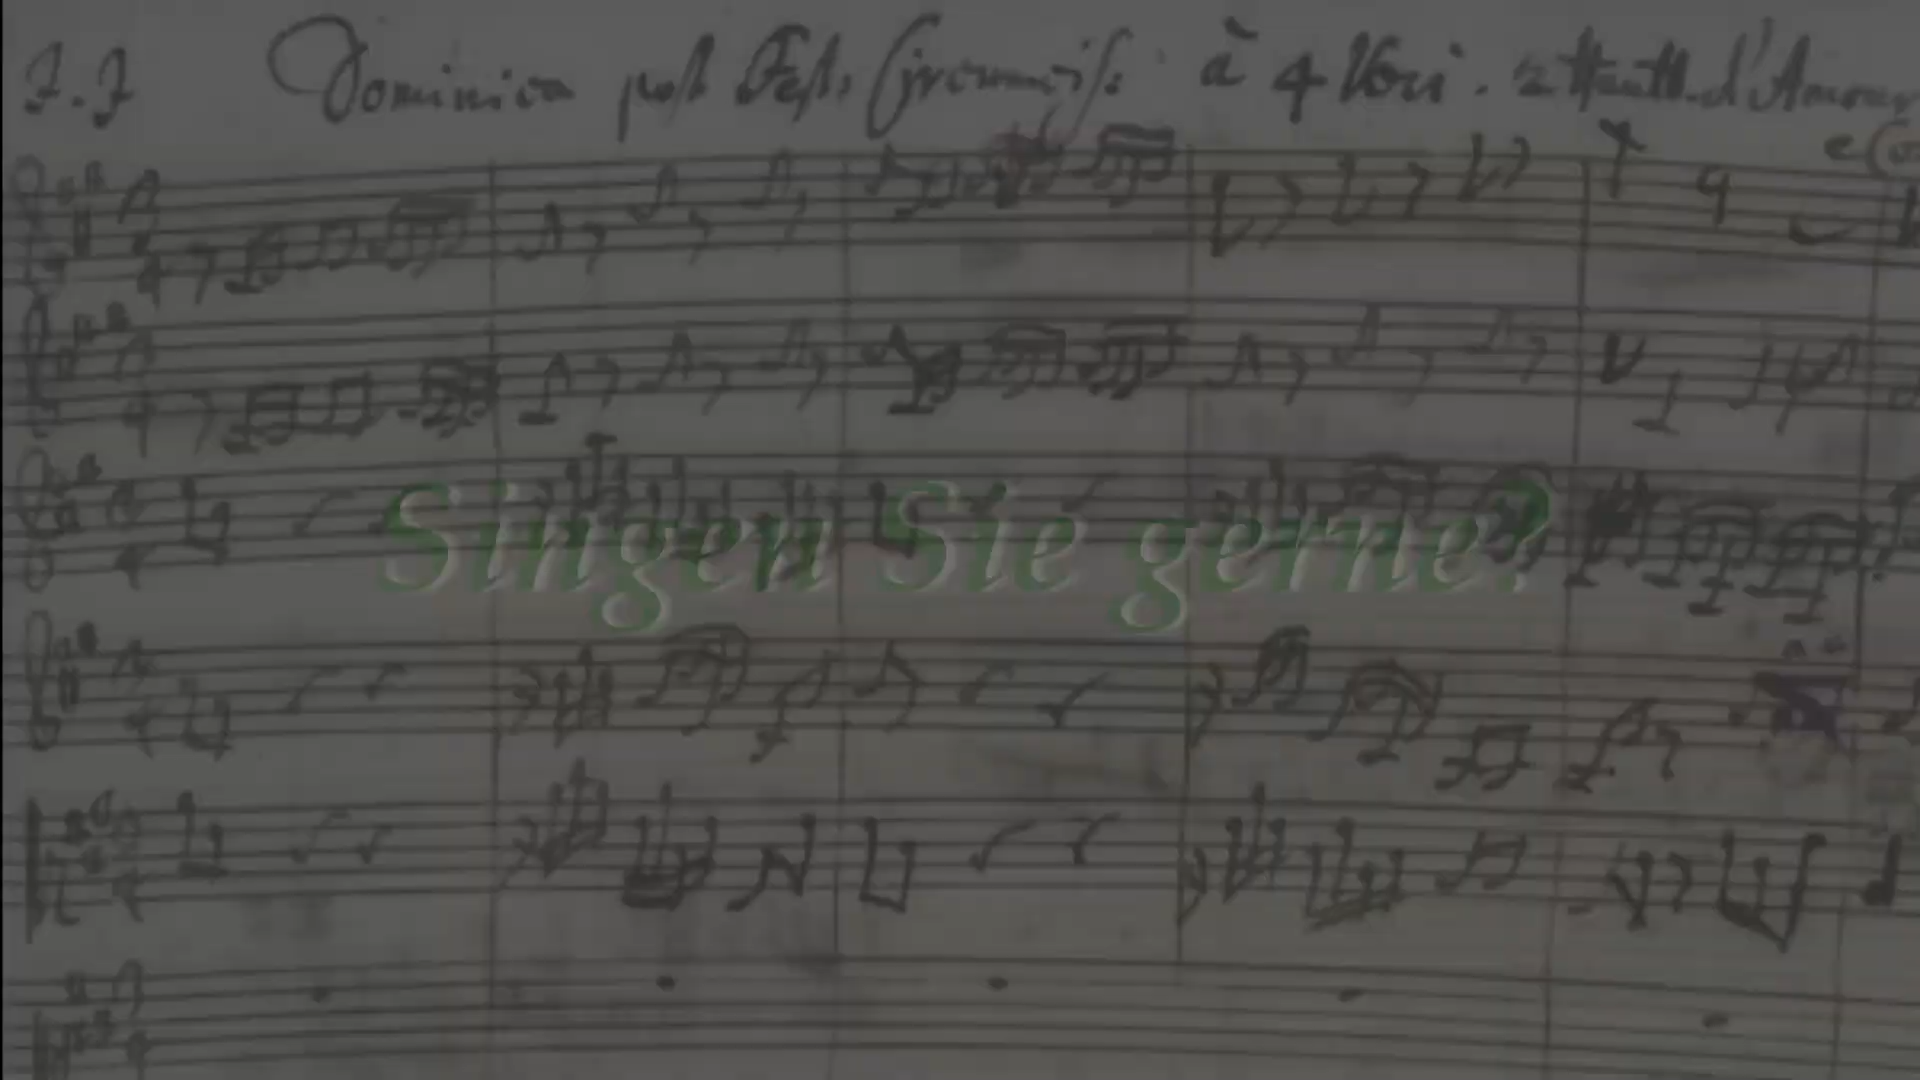 J.J Dominica post Fest. Circumcis: à 4 Voci. 2 Hautb. d'Amour
Singen Sie gerne?